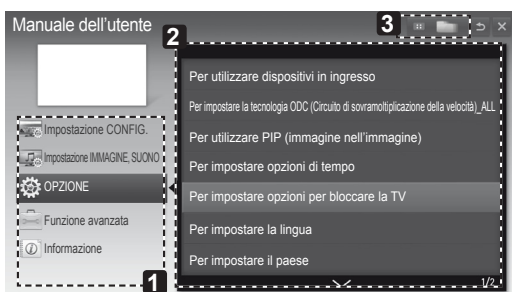 Manuale dell'utente
2
3
Per utilizzare dispositivi in ingresso
Per impostare la tecnologia ODC (Circuito di sovramoltiplicazione della velocità)_ALL
Per utilizzare PIP (immagine nell'immagine)
Per impostare opzioni di tempo
Per impostare opzioni per bloccare la TV
Per impostare la lingua
Per impostare il paese
1/2
Impostazione CONFIG.
Impostazione IMMAGINE, SUONO
OPZIONE
Funzione avanzata
Informazione
1